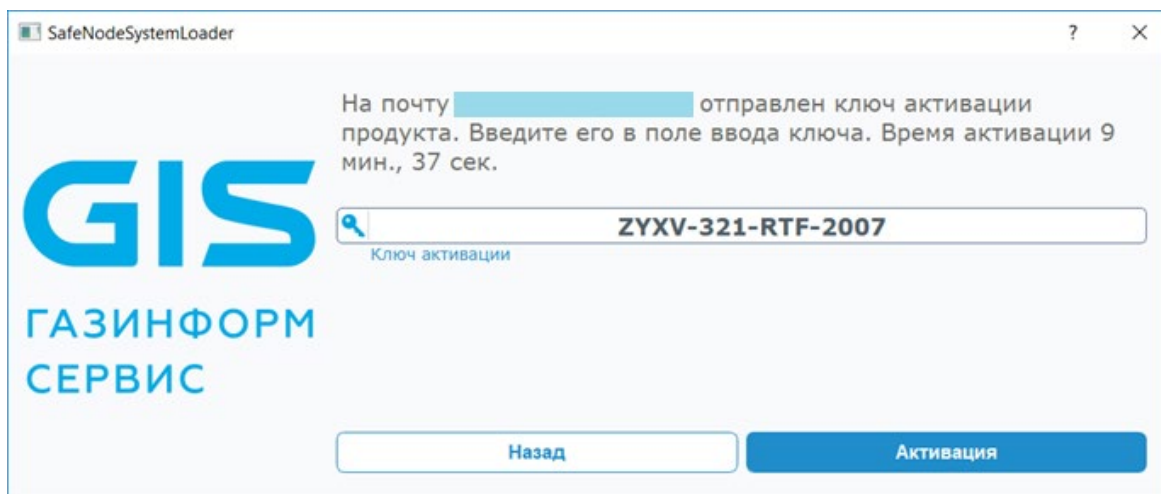 SafeNodeSystemLoader
?
На почту отправлен ключ активации
продукта. Введите его в поле ввода ключа. Время активации 9
мин., 37 сек.
ZYXV-321-RTF-2007
Ключ активации
GIS
ГАЗИНФОРМ
СЕРВИС
Назад
Активация